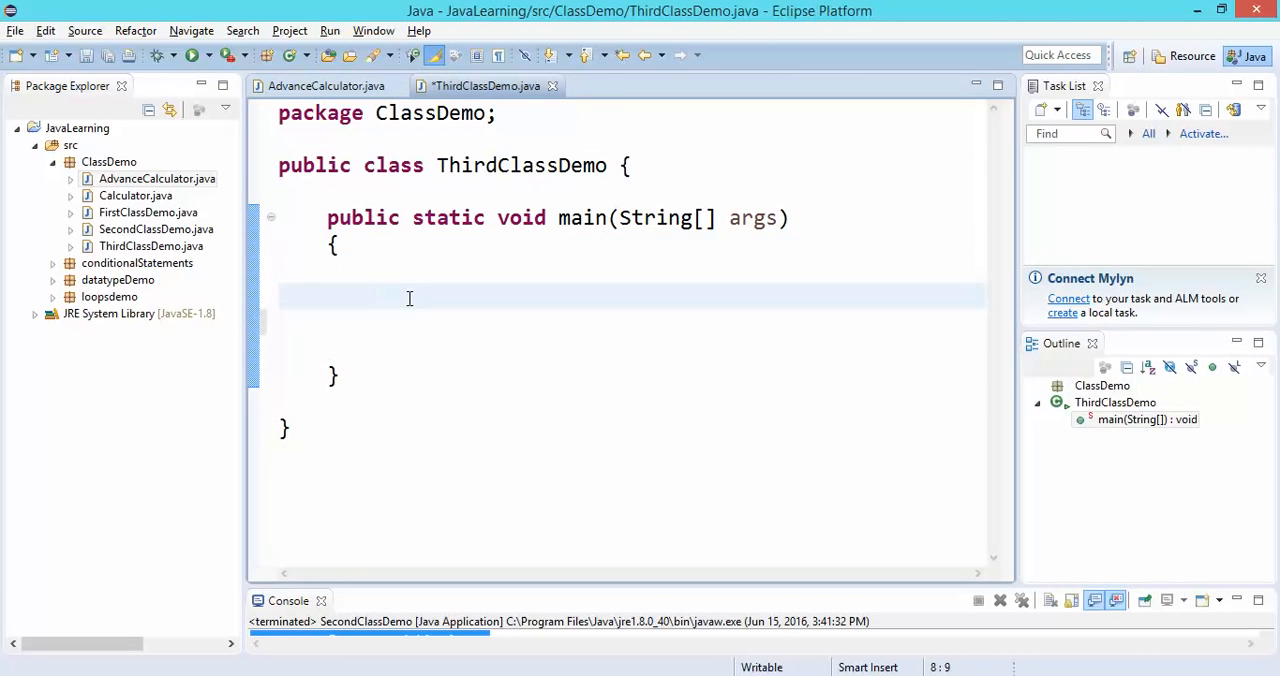 Java - JavaLearning/src/ClassDemo/ThirdClassDemo.java - Eclipse Platform
File Edit Source Refactor Navigate Search Project Run Window Help
Quick Access Resource Java
Package Explorer
JavaLearning
src
ClassDemo
AdvanceCalculator.java
Calculator.java
FirstClassDemo.java
SecondClassDemo.java
ThirdClassDemo.java
conditionalStatements
datatypeDemo
loopsdemo
JRE System Library [JavaSE-1.8]
AdvanceCalculator.java *ThirdClassDemo.java
package ClassDemo;
public class ThirdClassDemo {
public static void main(String[] args)
{
}
}
Task List
Find All Activate...
Connect Mylyn
Connect to your task and ALM tools or
create a local task.
Outline
ClassDemo
ThirdClassDemo
main(String[]) : void
Console
<terminated> SecondClassDemo [Java Application] C:\Program Files\Java\jre1.8.0_40\bin\javaw.exe (Jun 15, 2016, 3:41:32 PM)
Writable Smart Insert 8 : 9